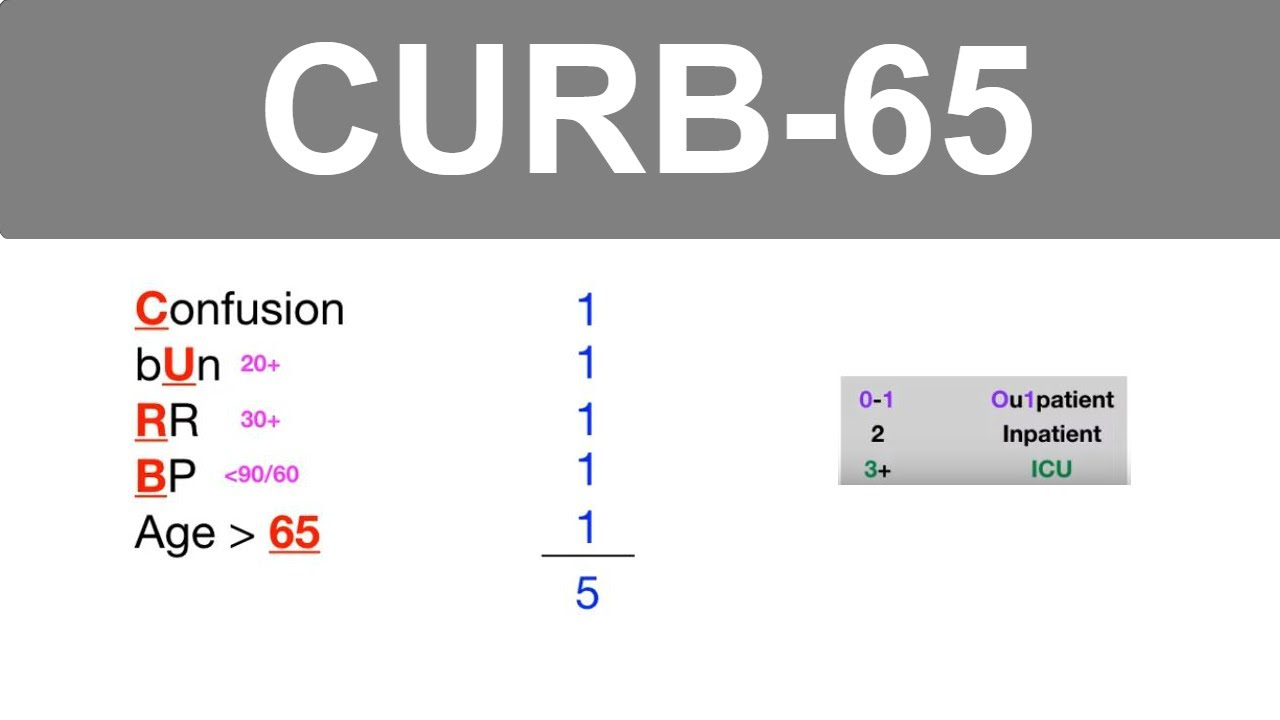 CURB-65
Confusion 1
bUn 20+ 1
RR 30+ 1
BP <90/60 1
Age > 65 1
5
0-1 Ou1patient
2 Inpatient
3+ ICU